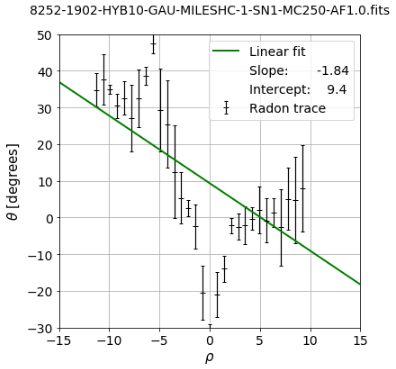 8252-1902-HYB10-GAU-MILESHC-1-SN1-MC250-AF1.0.fits
Linear fit
Slope: -1.84
Intercept: 9.4
Radon trace
50
40
30
20
10
0
−10
−20
−30
θ [degrees]
−15 −10 −5 0 5 10 15
ρ